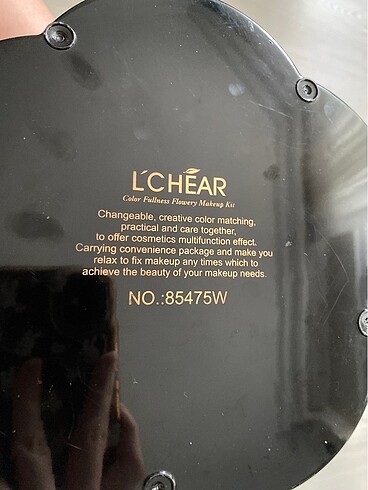 L'CHEAR
Color Fullness Flowery Makeup Kit
Changeable, creative color matching,
practical and care together,
to offer cosmetics multifunction effect.
Carrying convenience package and make you
relax to fix makeup any times which to
achieve the beauty of your makeup needs.
NO.:85475W